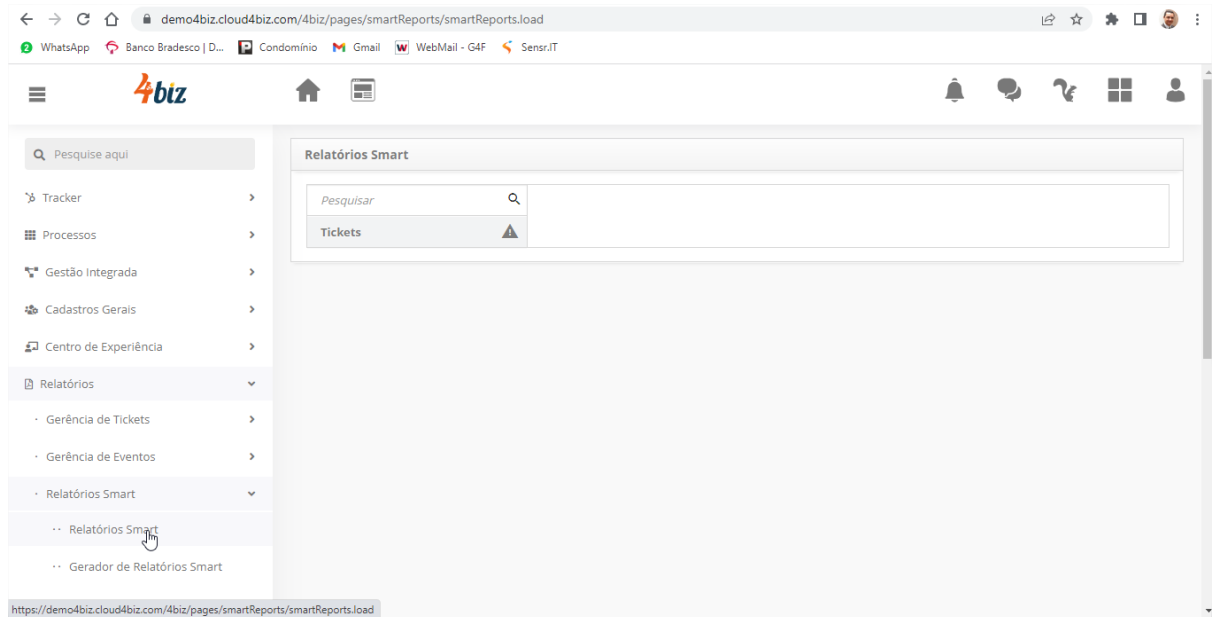 demo4biz.cloud4biz.com/4biz/pages/smartReports/smartReports.load
2 WhatsApp Banco Bradesco | D... Condomínio Gmail W WebMail - G4F Sensr.IT
4biz
Pesquise aqui
Tracker
Processos
Gestão Integrada
Cadastros Gerais
Centro de Experiência
Relatórios
· Gerência de Tickets
· Gerência de Eventos
· Relatórios Smart
·· Relatórios Smart
·· Gerador de Relatórios Smart
Relatórios Smart
Pesquisar
Tickets
https://demo4biz.cloud4biz.com/4biz/pages/smartReports/smartReports.load